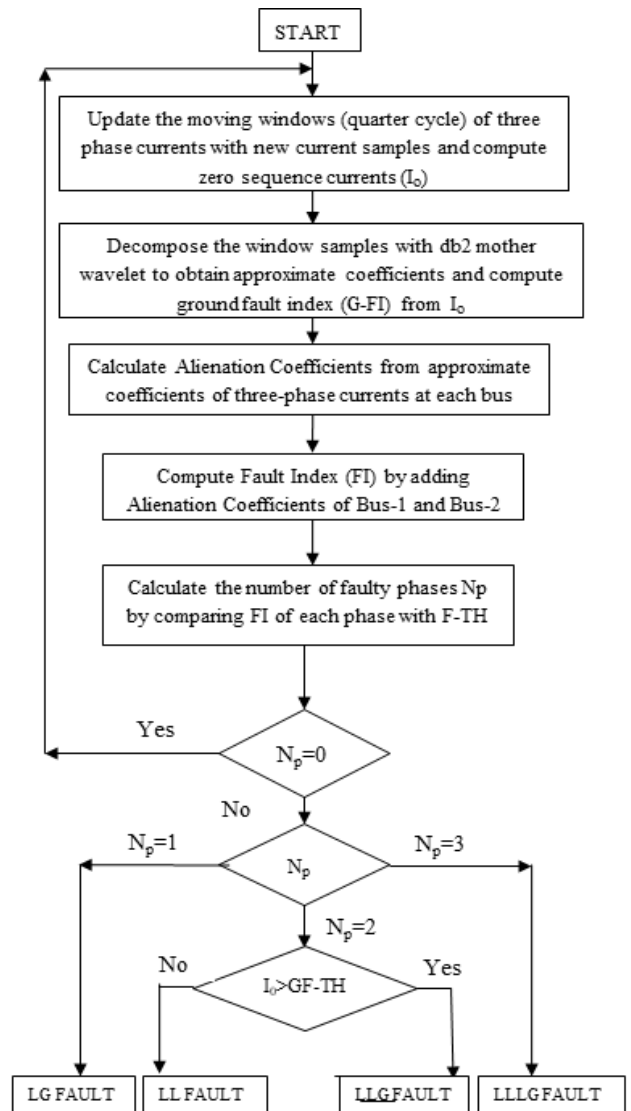 START
Update the moving windows (quarter cycle) of three
phase currents with new current samples and compute
zero sequence currents (Iₒ)
Decompose the window samples with db2 mother
wavelet to obtain approximate coefficients and compute
ground fault index (G-FI) from Iₒ
Calculate Alienation Coefficients from approximate
coefficients of three-phase currents at each bus
Compute Fault Index (FI) by adding
Alienation Coefficients of Bus-1 and Bus-2
Calculate the number of faulty phases Np
by comparing FI of each phase with F-TH
Yes
Nₚ=0
No
Nₚ=1
Nₚ
Nₚ=3
Nₚ=2
No
Iₒ>GF-TH
Yes
LG FAULT
LL FAULT
LLGFAULT
LLLGFAULT